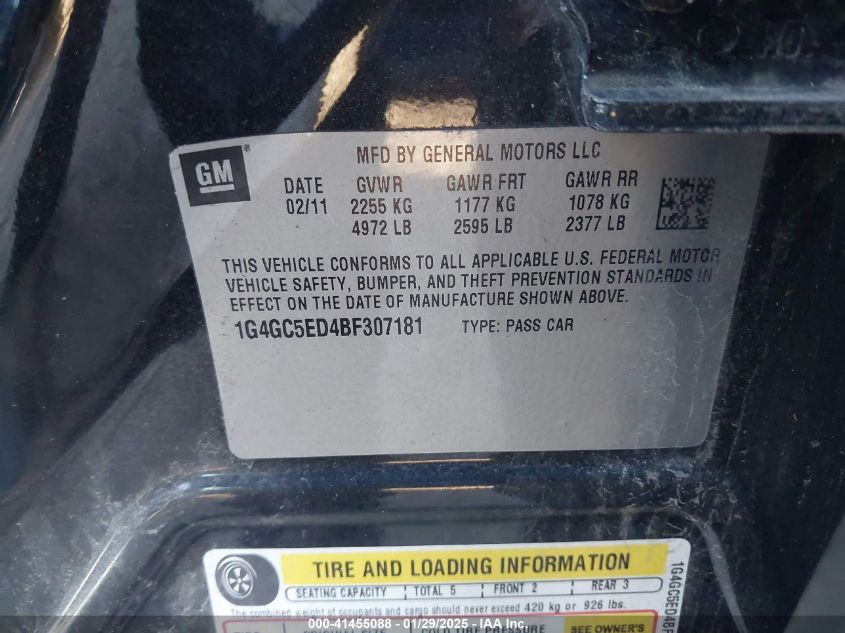 GM
MFD BY GENERAL MOTORS LLC
DATE GVWR GAWR FRT GAWR RR
02/11 2255 KG 1177 KG 1078 KG
4972 LB 2595 LB 2377 LB
THIS VEHICLE CONFORMS TO ALL APPLICABLE U.S. FEDERAL MOTOR
VEHICLE SAFETY, BUMPER, AND THEFT PREVENTION STANDARDS IN
EFFECT ON THE DATE OF MANUFACTURE SHOWN ABOVE.
1G4GC5ED4BF307181 TYPE: PASS CAR
TIRE AND LOADING INFORMATION
SEATING CAPACITY TOTAL 5 FRONT 2 REAR 3
The combined weight of occupants and cargo should never exceed 420 kg or 926 lbs.
SEE OWNER'S
1G4GC5ED4BF
000-41455088 - 01/29/2025 - IAA Inc.